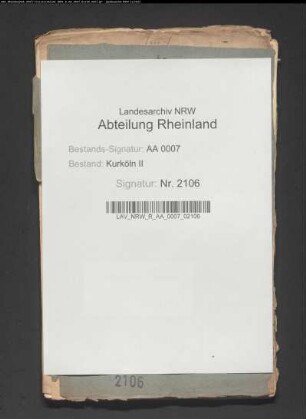 Landesarchiv NRW
Abteilung Rheinland
Bestands-Signatur: AA 0007
Bestand: Kurköln II
Signatur: Nr. 2106
LAV_NRW_R_AA_0007_02106
2106